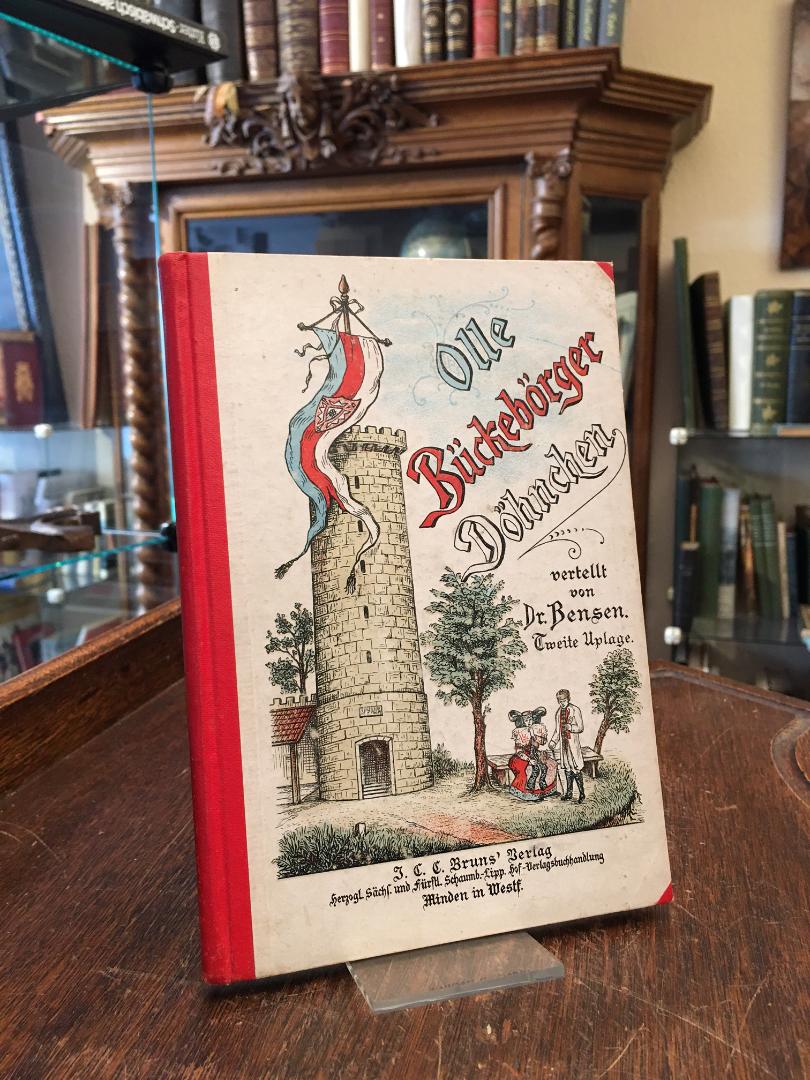 Olle
Bückebörger
Döhnchen.
vertellt
von
Dr. Bensen.
Tweite Uplage.
J. C. C. Bruns' Verlag
Herzogl. Sächs. und Fürstl. Schaumb.-Lipp. Hof-Verlagsbuchhandlung
Minden in Westf.